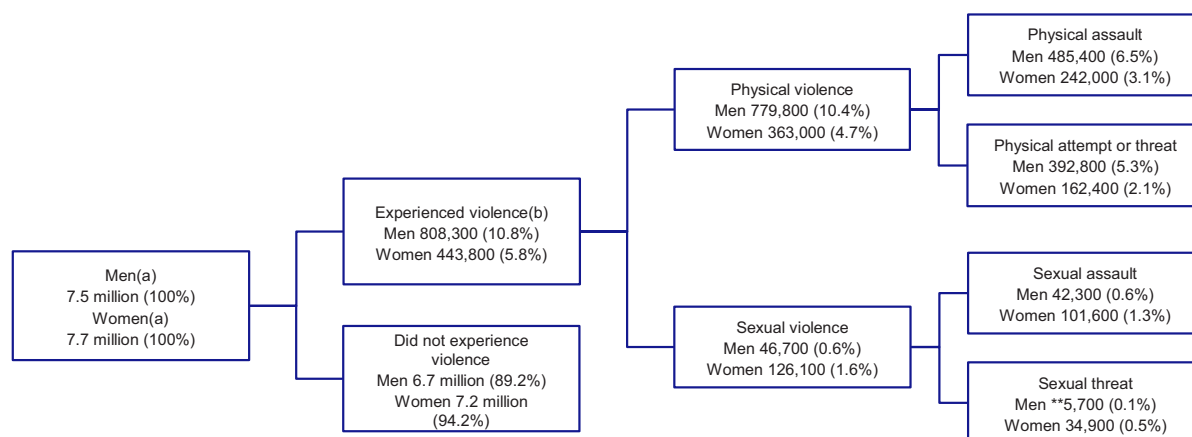 Men(a)
7.5 million (100%)
Women(a)
7.7 million (100%)
Experienced violence(b)
Men 808,300 (10.8%)
Women 443,800 (5.8%)
Did not experience
violence
Men 6.7 million (89.2%)
Women 7.2 million
(94.2%)
Physical violence
Men 779,800 (10.4%)
Women 363,000 (4.7%)
Sexual violence
Men 46,700 (0.6%)
Women 126,100 (1.6%)
Physical assault
Men 485,400 (6.5%)
Women 242,000 (3.1%)
Physical attempt or threat
Men 392,800 (5.3%)
Women 162,400 (2.1%)
Sexual assault
Men 42,300 (0.6%)
Women 101,600 (1.3%)
Sexual threat
Men **5,700 (0.1%)
Women 34,900 (0.5%)